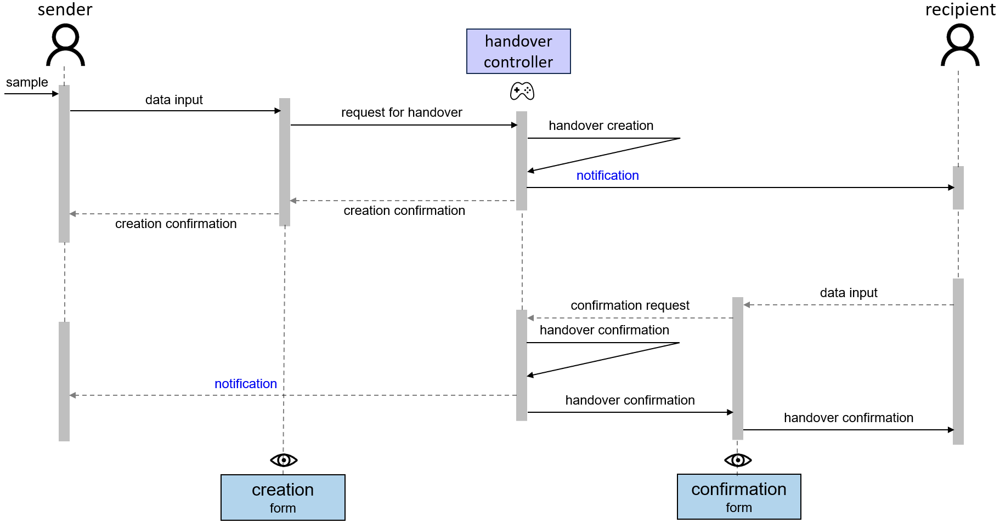 sender
recipient
handover
controller
sample
data input
request for handover
handover creation
notification
creation confirmation
creation confirmation
data input
confirmation request
handover confirmation
notification
handover confirmation
handover confirmation
creation
form
confirmation
form